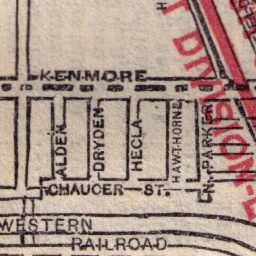 KENMORE
ALDEN
DRYDEN
HECLA
HAWTHORNE
N. PARKER
CHAUCER ST.
WESTERN
RAILROAD
DIVISION